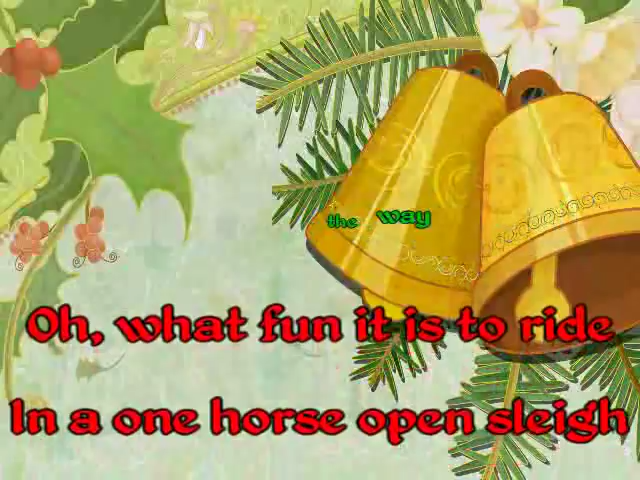 the way
Oh, what fun it is to ride
In a one horse open sleigh